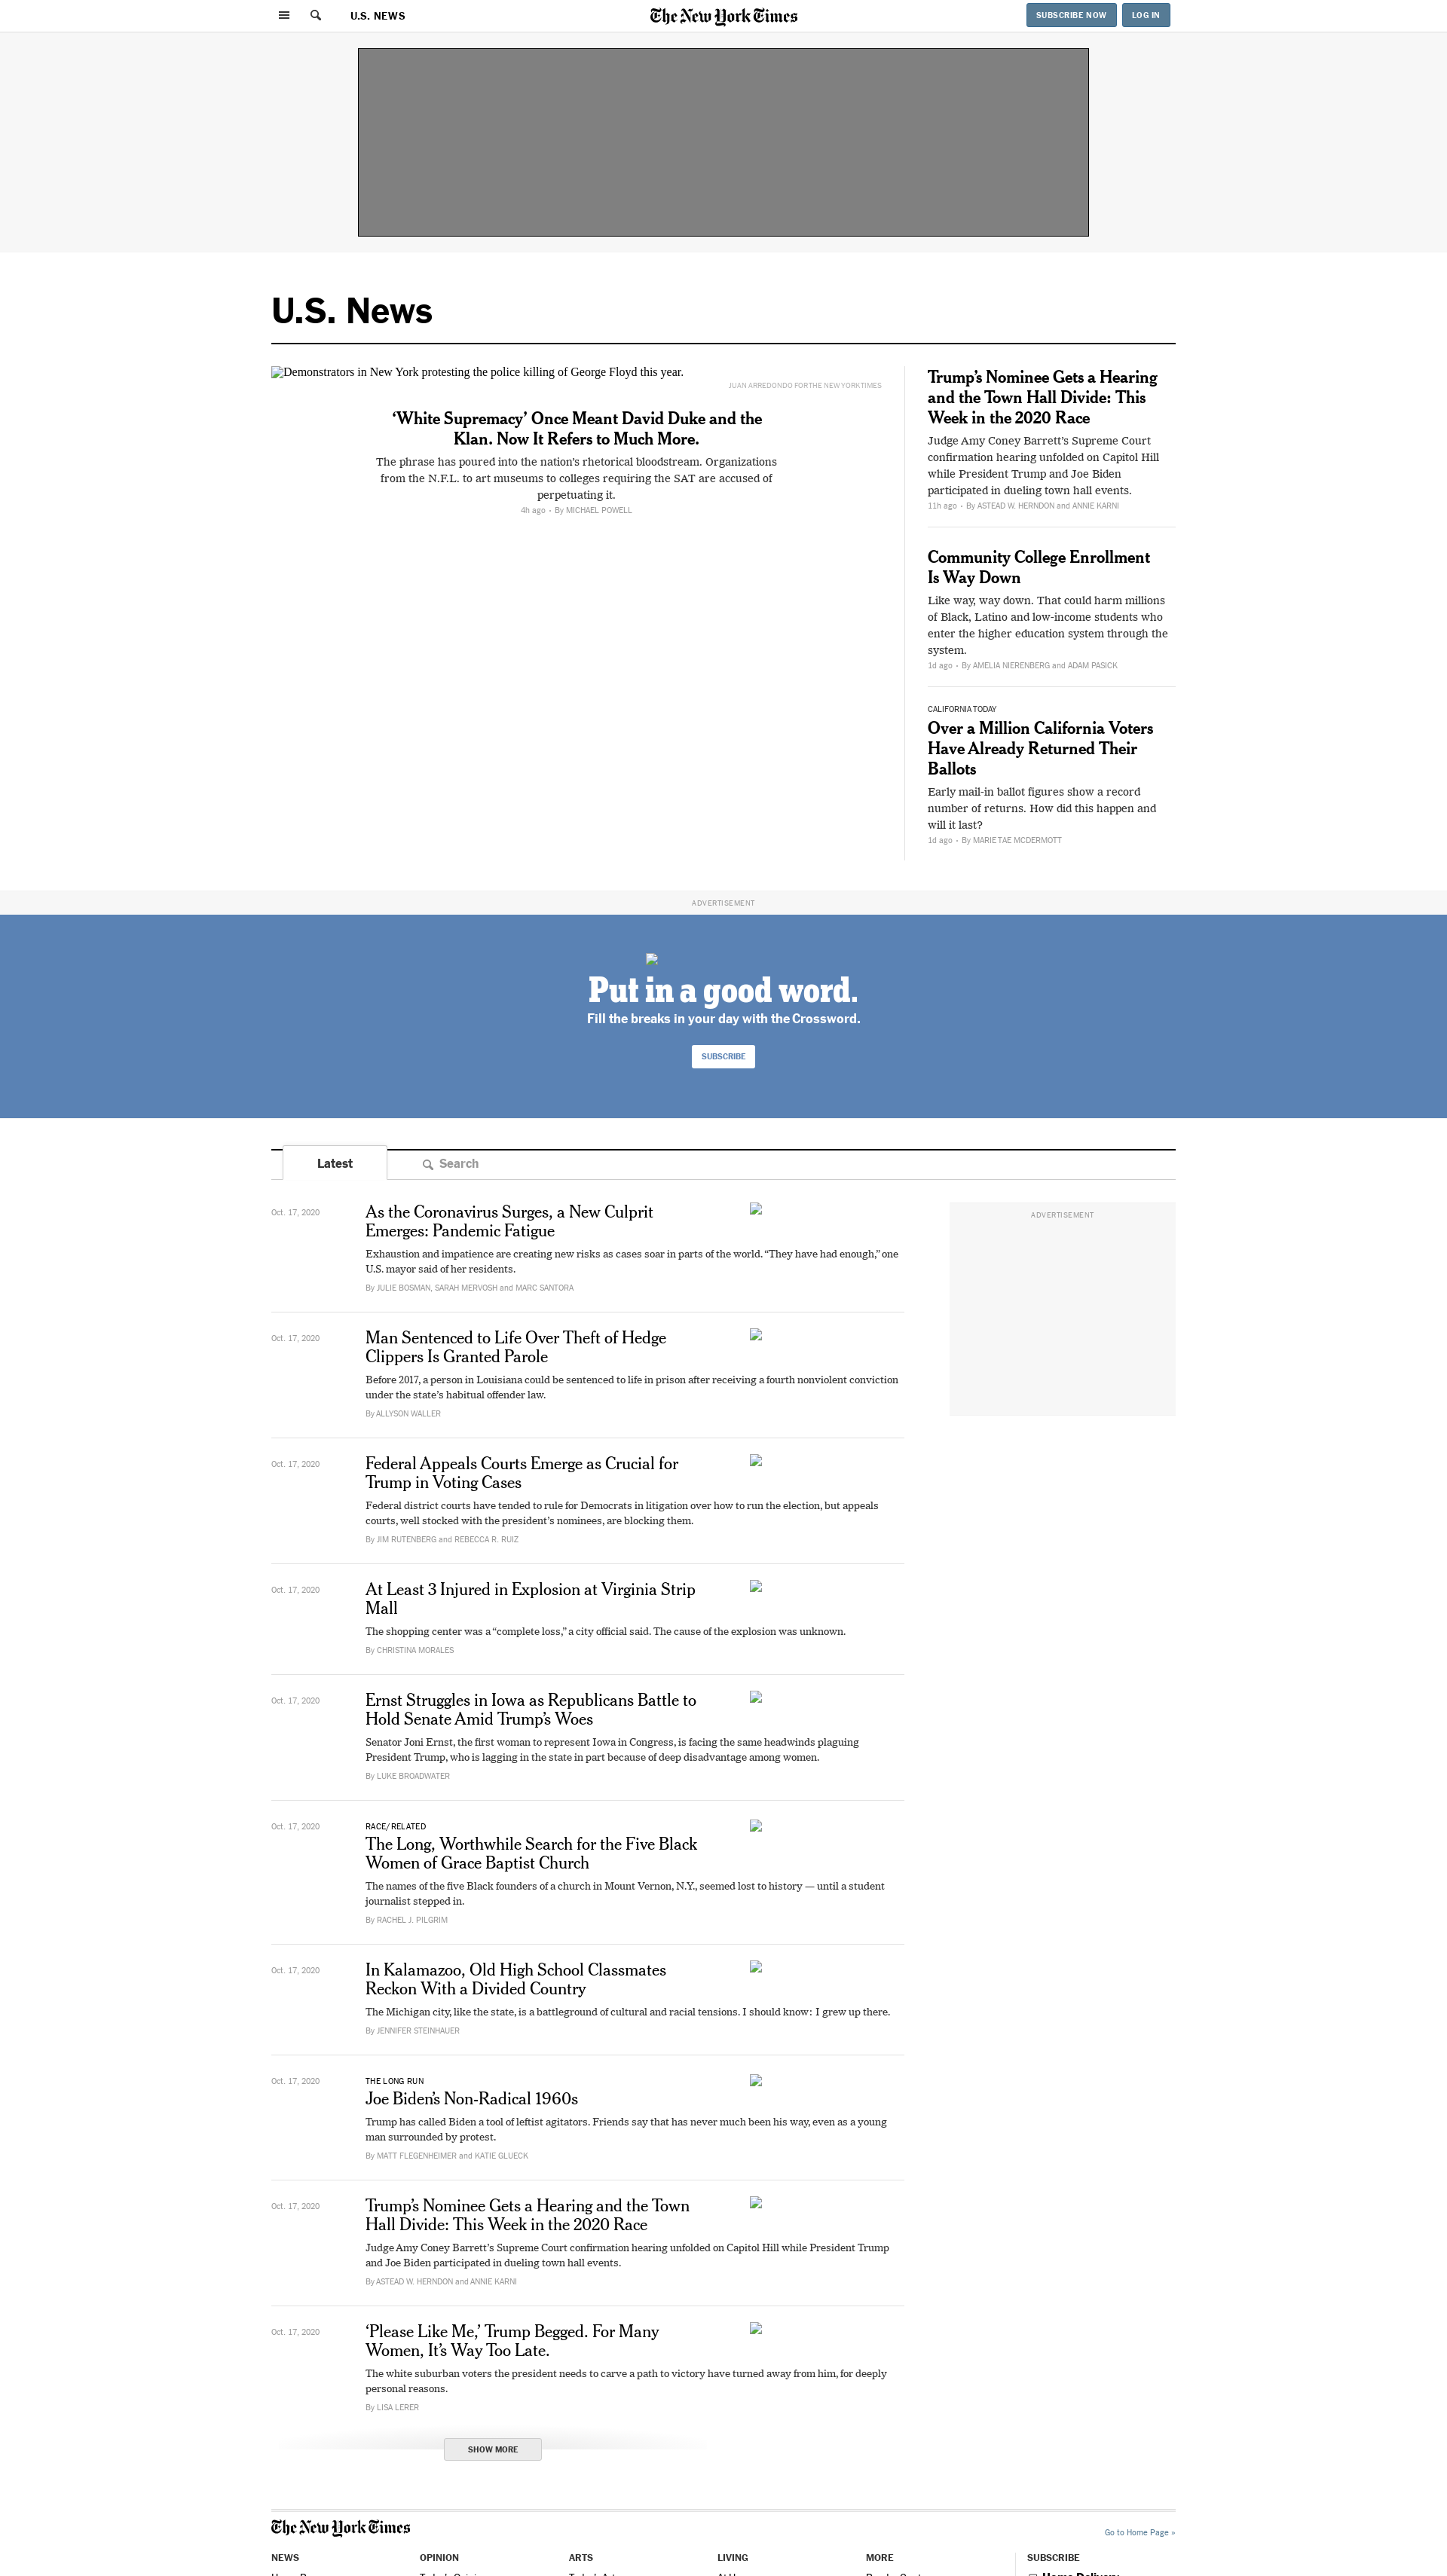 U.S. NEWS
The New York Times
SUBSCRIBE NOW
LOG IN
U.S. News
Demonstrators in New York protesting the police killing of George Floyd this year.
JUAN ARREDONDO FOR THE NEW YORK TIMES
‘White Supremacy’ Once Meant David Duke and the
Klan. Now It Refers to Much More.
The phrase has poured into the nation’s rhetorical bloodstream. Organizations
from the N.F.L. to art museums to colleges requiring the SAT are accused of
perpetuating it.
4h ago • By MICHAEL POWELL
Trump’s Nominee Gets a Hearing
and the Town Hall Divide: This
Week in the 2020 Race
Judge Amy Coney Barrett’s Supreme Court
confirmation hearing unfolded on Capitol Hill
while President Trump and Joe Biden
participated in dueling town hall events.
11h ago • By ASTEAD W. HERNDON and ANNIE KARNI
Community College Enrollment
Is Way Down
Like way, way down. That could harm millions
of Black, Latino and low-income students who
enter the higher education system through the
system.
1d ago • By AMELIA NIERENBERG and ADAM PASICK
CALIFORNIA TODAY
Over a Million California Voters
Have Already Returned Their
Ballots
Early mail-in ballot figures show a record
number of returns. How did this happen and
will it last?
1d ago • By MARIE TAE MCDERMOTT
ADVERTISEMENT
Put in a good word.
Fill the breaks in your day with the Crossword.
SUBSCRIBE
Latest
Search
Oct. 17, 2020
As the Coronavirus Surges, a New Culprit
Emerges: Pandemic Fatigue
Exhaustion and impatience are creating new risks as cases soar in parts of the world. “They have had enough,” one
U.S. mayor said of her residents.
By JULIE BOSMAN, SARAH MERVOSH and MARC SANTORA
ADVERTISEMENT
Oct. 17, 2020
Man Sentenced to Life Over Theft of Hedge
Clippers Is Granted Parole
Before 2017, a person in Louisiana could be sentenced to life in prison after receiving a fourth nonviolent conviction
under the state’s habitual offender law.
By ALLYSON WALLER
Oct. 17, 2020
Federal Appeals Courts Emerge as Crucial for
Trump in Voting Cases
Federal district courts have tended to rule for Democrats in litigation over how to run the election, but appeals
courts, well stocked with the president’s nominees, are blocking them.
By JIM RUTENBERG and REBECCA R. RUIZ
Oct. 17, 2020
At Least 3 Injured in Explosion at Virginia Strip
Mall
The shopping center was a “complete loss,” a city official said. The cause of the explosion was unknown.
By CHRISTINA MORALES
Oct. 17, 2020
Ernst Struggles in Iowa as Republicans Battle to
Hold Senate Amid Trump’s Woes
Senator Joni Ernst, the first woman to represent Iowa in Congress, is facing the same headwinds plaguing
President Trump, who is lagging in the state in part because of deep disadvantage among women.
By LUKE BROADWATER
Oct. 17, 2020
RACE/RELATED
The Long, Worthwhile Search for the Five Black
Women of Grace Baptist Church
The names of the five Black founders of a church in Mount Vernon, N.Y., seemed lost to history — until a student
journalist stepped in.
By RACHEL J. PILGRIM
Oct. 17, 2020
In Kalamazoo, Old High School Classmates
Reckon With a Divided Country
The Michigan city, like the state, is a battleground of cultural and racial tensions. I should know: I grew up there.
By JENNIFER STEINHAUER
Oct. 17, 2020
THE LONG RUN
Joe Biden’s Non-Radical 1960s
Trump has called Biden a tool of leftist agitators. Friends say that has never much been his way, even as a young
man surrounded by protest.
By MATT FLEGENHEIMER and KATIE GLUECK
Oct. 17, 2020
Trump’s Nominee Gets a Hearing and the Town
Hall Divide: This Week in the 2020 Race
Judge Amy Coney Barrett’s Supreme Court confirmation hearing unfolded on Capitol Hill while President Trump
and Joe Biden participated in dueling town hall events.
By ASTEAD W. HERNDON and ANNIE KARNI
Oct. 17, 2020
‘Please Like Me,’ Trump Begged. For Many
Women, It’s Way Too Late.
The white suburban voters the president needs to carve a path to victory have turned away from him, for deeply
personal reasons.
By LISA LERER
SHOW MORE
The New York Times
Go to Home Page »
NEWS
OPINION
ARTS
LIVING
MORE
SUBSCRIBE